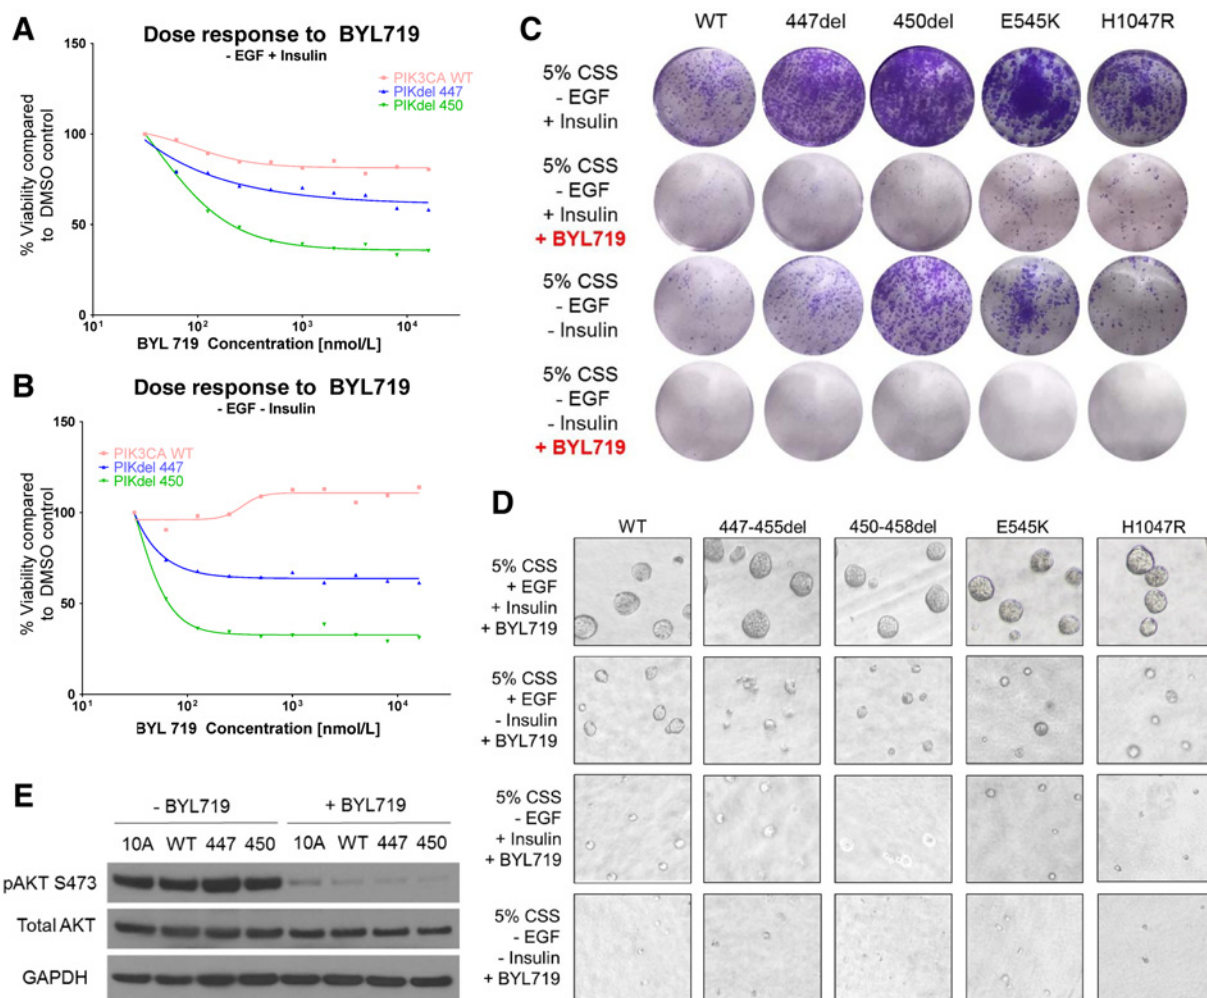 A
Dose response to BYL719
- EGF + Insulin
PIK3CA WT
PIKdel 447
PIKdel 450
150
100
50
0
% Viability compared
to DMSO control
10¹ 10² 10³ 10⁴
BYL 719 Concentration [nmol/L]
B
Dose response to BYL719
- EGF - Insulin
PIK3CA WT
PIKdel 447
PIKdel 450
150
100
50
0
% Viability compared
to DMSO control
10¹ 10² 10³ 10⁴
BYL 719 Concentration [nmol/L]
C
WT 447del 450del E545K H1047R
5% CSS
- EGF
+ Insulin
5% CSS
- EGF
+ Insulin
+ BYL719
5% CSS
- EGF
- Insulin
5% CSS
- EGF
- Insulin
+ BYL719
D
WT 447-455del 450-458del E545K H1047R
5% CSS
+ EGF
+ Insulin
+ BYL719
5% CSS
+ EGF
- Insulin
+ BYL719
5% CSS
- EGF
+ Insulin
+ BYL719
5% CSS
- EGF
- Insulin
+ BYL719
E
- BYL719 + BYL719
10A WT 447 450 10A WT 447 450
pAKT S473
Total AKT
GAPDH